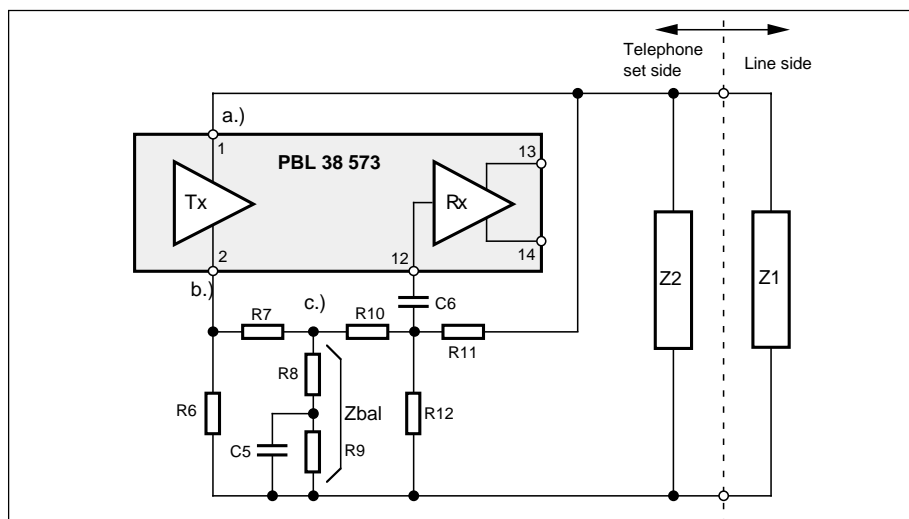 Telephone
set side
Line side
a.)
1
PBL 38 573
13
Tx
Rx
2
12
14
b.)
c.)
C6
Z2
Z1
R7
R10
R11
R8
R6
Zbal
R12
C5
R9